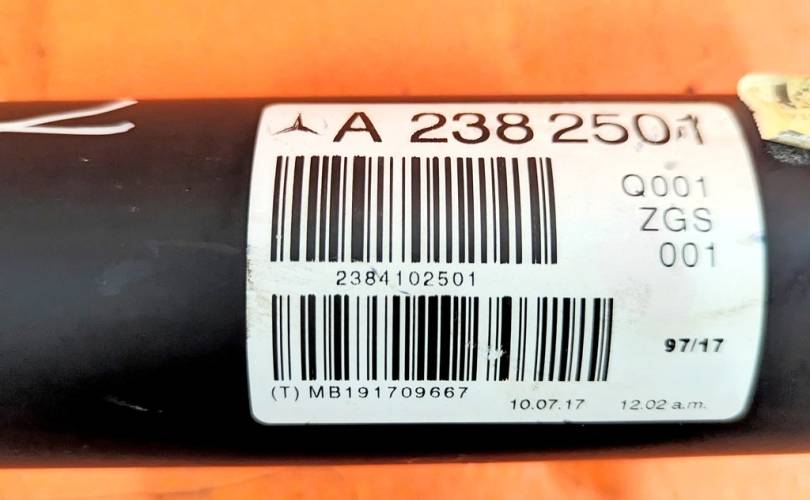 A 238 2501
Q001
ZGS
001
2384102501
97/17
(T) MB191709667
10.07.17 12.02 a.m.